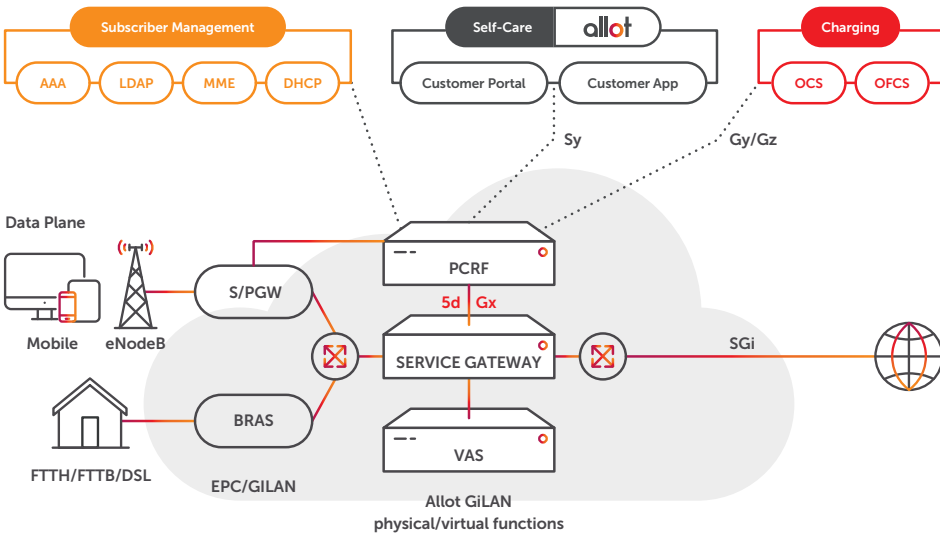 Subscriber Management
AAA
LDAP
MME
DHCP
Self-Care
allot
Customer Portal
Customer App
Charging
OCS
OFCS
Sy
Gy/Gz
Data Plane
Mobile
eNodeB
S/PGW
PCRF
5d
Gx
SERVICE GATEWAY
SGi
FTTH/FTTB/DSL
BRAS
VAS
EPC/GILAN
Allot GiLAN
physical/virtual functions